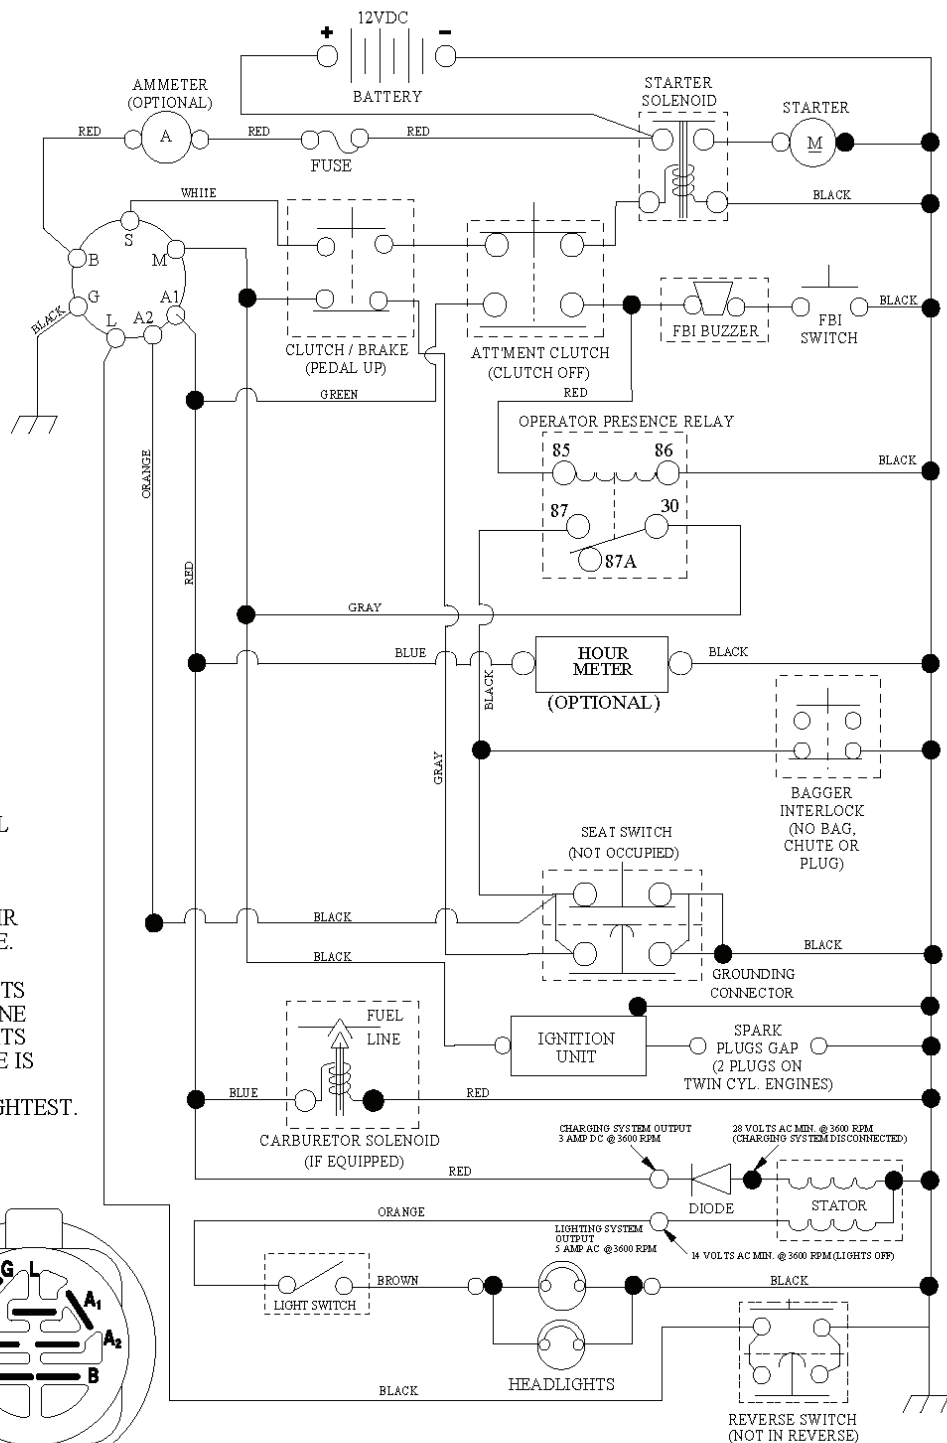 12VDC
+
-
BATTERY
AMMETER
(OPTIONAL)
STARTER
SOLENOID
STARTER
RED
A
RED
FUSE
RED
M
WHITE
BLACK
S
B
M
G
A1
L
A2
BLACK
CLUTCH / BRAKE
(PEDAL UP)
ATT'MENT CLUTCH
(CLUTCH OFF)
FBI BUZZER
FBI
SWITCH
BLACK
GREEN
RED
OPERATOR PRESENCE RELAY
85
86
BLACK
87
30
87A
ORANGE
RED
GRAY
BLUE
HOUR
METER
(OPTIONAL)
BLACK
BLACK
GRAY
BAGGER
INTERLOCK
(NO BAG,
CHUTE OR
PLUG)
L
SEAT SWITCH
(NOT OCCUPIED)
IR
E.
BLACK
BLACK
BLACK
GROUNDING
CONNECTOR
TS
NE
TS
E IS
GHTEST.
FUEL
LINE
IGNITION
UNIT
SPARK
PLUGS GAP
(2 PLUGS ON
TWIN CYL. ENGINES)
BLUE
RED
CARBURETOR SOLENOID
(IF EQUIPPED)
CHARGING SYSTEM OUTPUT
3 AMP DC @ 3600 RPM
28 VOLTS AC MIN. @ 3600 RPM
(CHARGING SYSTEM DISCONNECTED)
RED
DIODE
STATOR
ORANGE
LIGHTING SYSTEM
OUTPUT
5 AMP AC @3600 RPM
14 VOLTS AC MIN. @ 3600 RPM (LIGHTS OFF)
G L
A1
A2
B
LIGHT SWITCH
BROWN
BLACK
HEADLIGHTS
BLACK
REVERSE SWITCH
(NOT IN REVERSE)